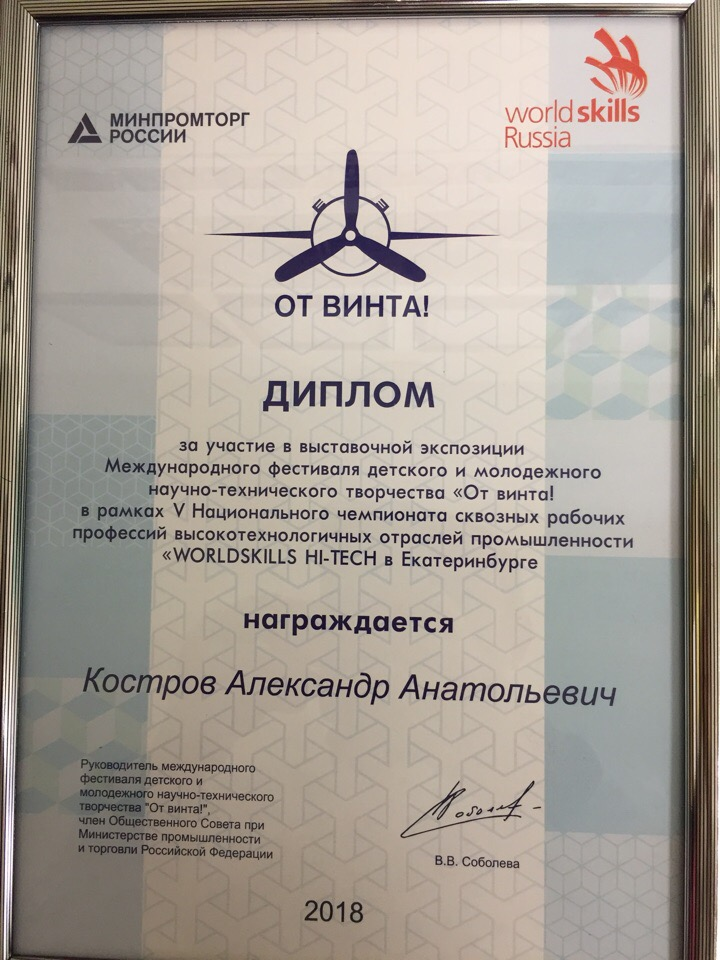 МИНПРОМТОРГ
РОССИИ
world skills
Russia
ОТ ВИНТА!
ДИПЛОМ
за участие в выставочной экспозиции
Международного фестиваля детского и молодежного
научно-технического творчества «От винта!
в рамках V Национального чемпионата сквозных рабочих
профессий высокотехнологичных отраслей промышленности
«WORLDSKILLS HI-TECH в Екатеринбурге
награждается
Костров Александр Анатольевич
Руководитель международного
фестиваля детского и
молодежного научно-технического
творчества "От винта!",
член Общественного Совета при
Министерстве промышленности
и торговли Российской Федерации
В.В. Соболева
2018